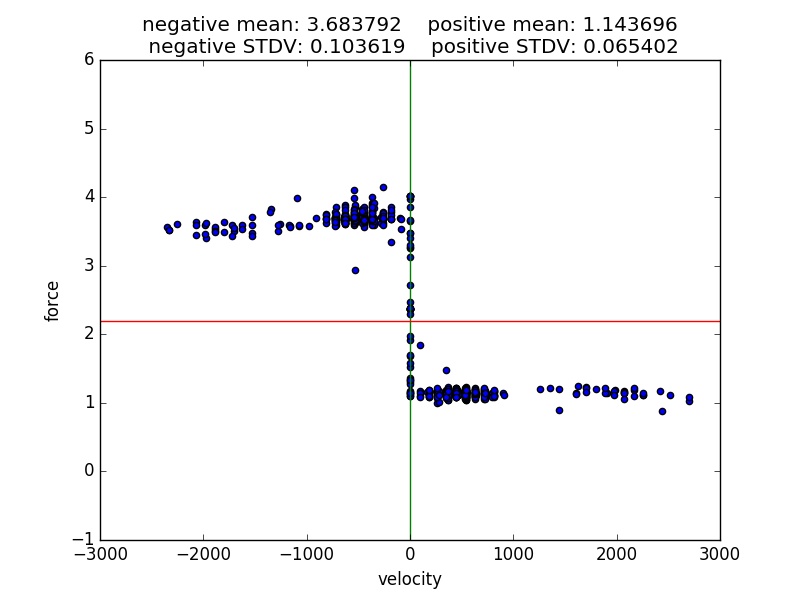 negative mean: 3.683792 positive mean: 1.143696
negative STDV: 0.103619 positive STDV: 0.065402
6
5
4
3
2
1
0
−1
force
−3000 −2000 −1000 0 1000 2000 3000
velocity